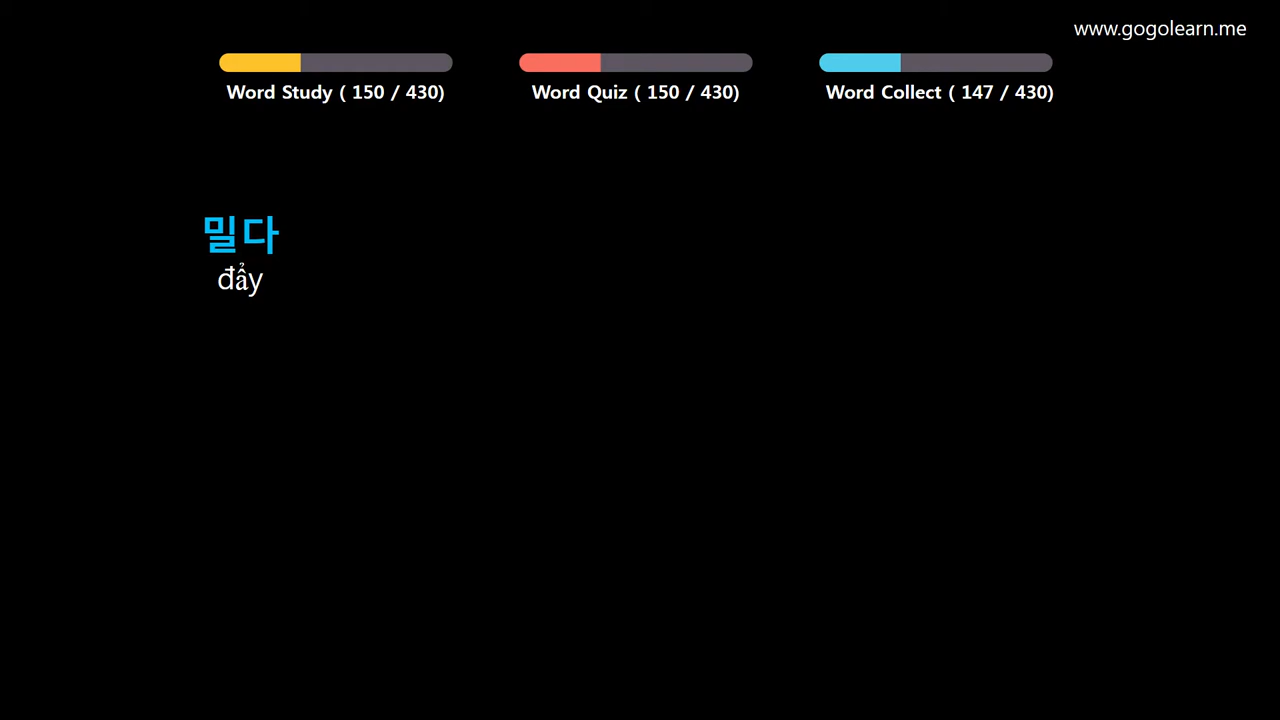 www.gogolearn.me
Word Study ( 150 / 430)
Word Quiz ( 150 / 430)
Word Collect ( 147 / 430)
밀다
đẩy